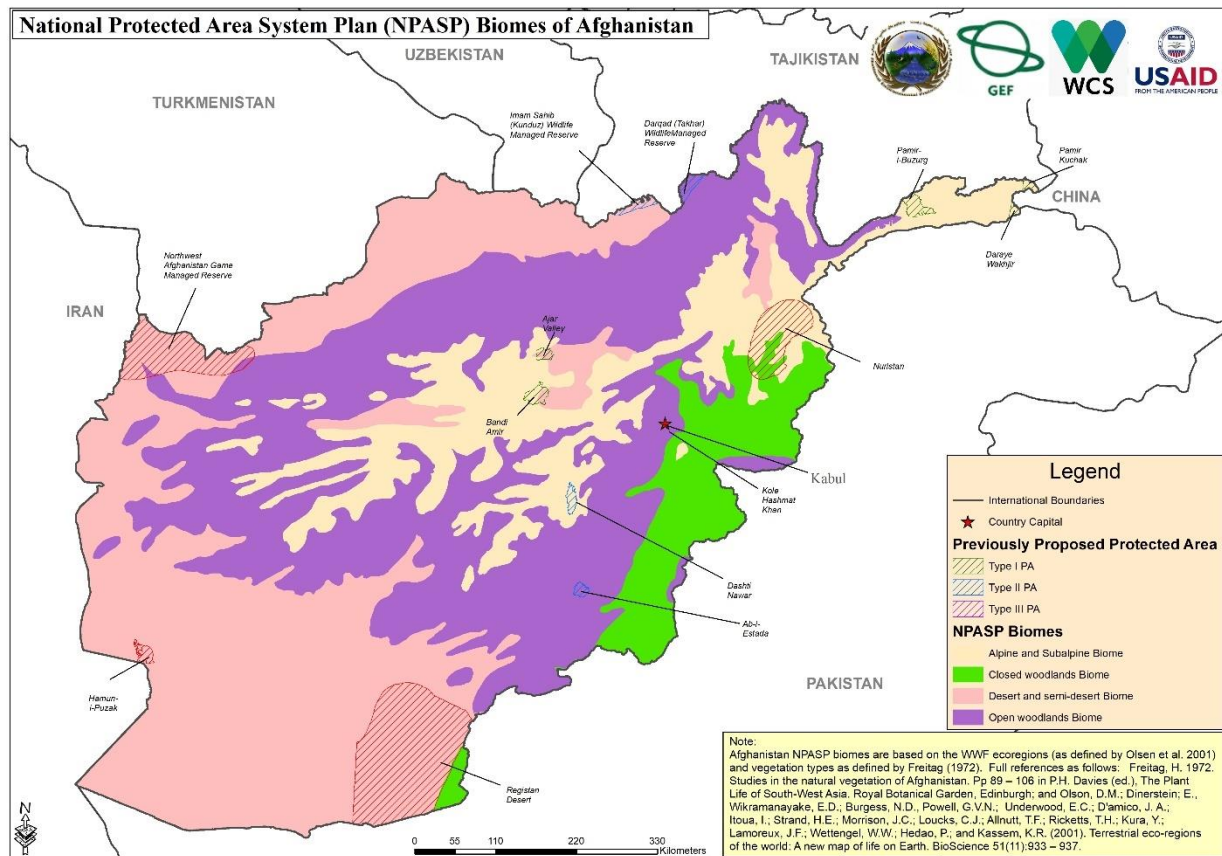 National Protected Area System Plan (NPASP) Biomes of Afghanistan
UZBEKISTAN
TAJIKISTAN
TURKMENISTAN
GEF
WCS
USAID
FROM THE AMERICAN PEOPLE
Imam Sahib
(Kunduz) Wildlife
Managed Reserve
Darqad (Takhar)
WildlifeManaged
Reserve
Pamir-
I-Buzurg
Pamir
Kuchak
CHINA
Daraye
Wakhjir
Northwest
Afghanistan Game
Managed Reserve
IRAN
Ajar
Valley
Nuristan
Bandi
Amir
Kabul
Kole
Hashmat
Khan
Dashti
Nawar
Ab-i-
Estada
Hamun-
i-Puzak
PAKISTAN
Registan
Desert
Legend
International Boundaries
Country Capital
Previously Proposed Protected Area
Type I PA
Type II PA
Type III PA
NPASP Biomes
Alpine and Subalpine Biome
Closed woodlands Biome
Desert and semi-desert Biome
Open woodlands Biome
Note:
Afghanistan NPASP biomes are based on the WWF ecoregions (as defined by Olsen et al. 2001)
and vegetation types as defined by Freitag (1972). Full references as follows: Freitag, H. 1972.
Studies in the natural vegetation of Afghanistan. Pp 89 – 106 in P.H. Davies (ed.), The Plant
Life of South-West Asia. Royal Botanical Garden, Edinburgh; and Olson, D.M.; Dinerstein; E.,
Wikramanayake, E.D.; Burgess, N.D., Powell, G.V.N.; Underwood, E.C.; D'amico, J. A.;
Itoua, I.; Strand, H.E.; Morrison, J.C.; Loucks, C.J.; Allnutt, T.F.; Ricketts, T.H.; Kura, Y.;
Lamoreux, J.F.; Wettengel, W.W.; Hedao, P.; and Kassem, K.R. (2001). Terrestrial eco-regions
of the world: A new map of life on Earth. BioScience 51(11):933 – 937.
N
0 55 110 220 330
Kilometers